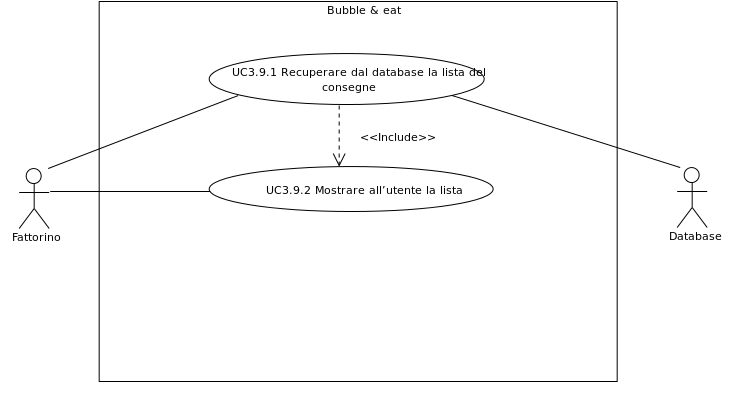 Bubble & eat
UC3.9.1 Recuperare dal database la lista del
consegne
<<Include>>
UC3.9.2 Mostrare all’utente la lista
Fattorino
Database